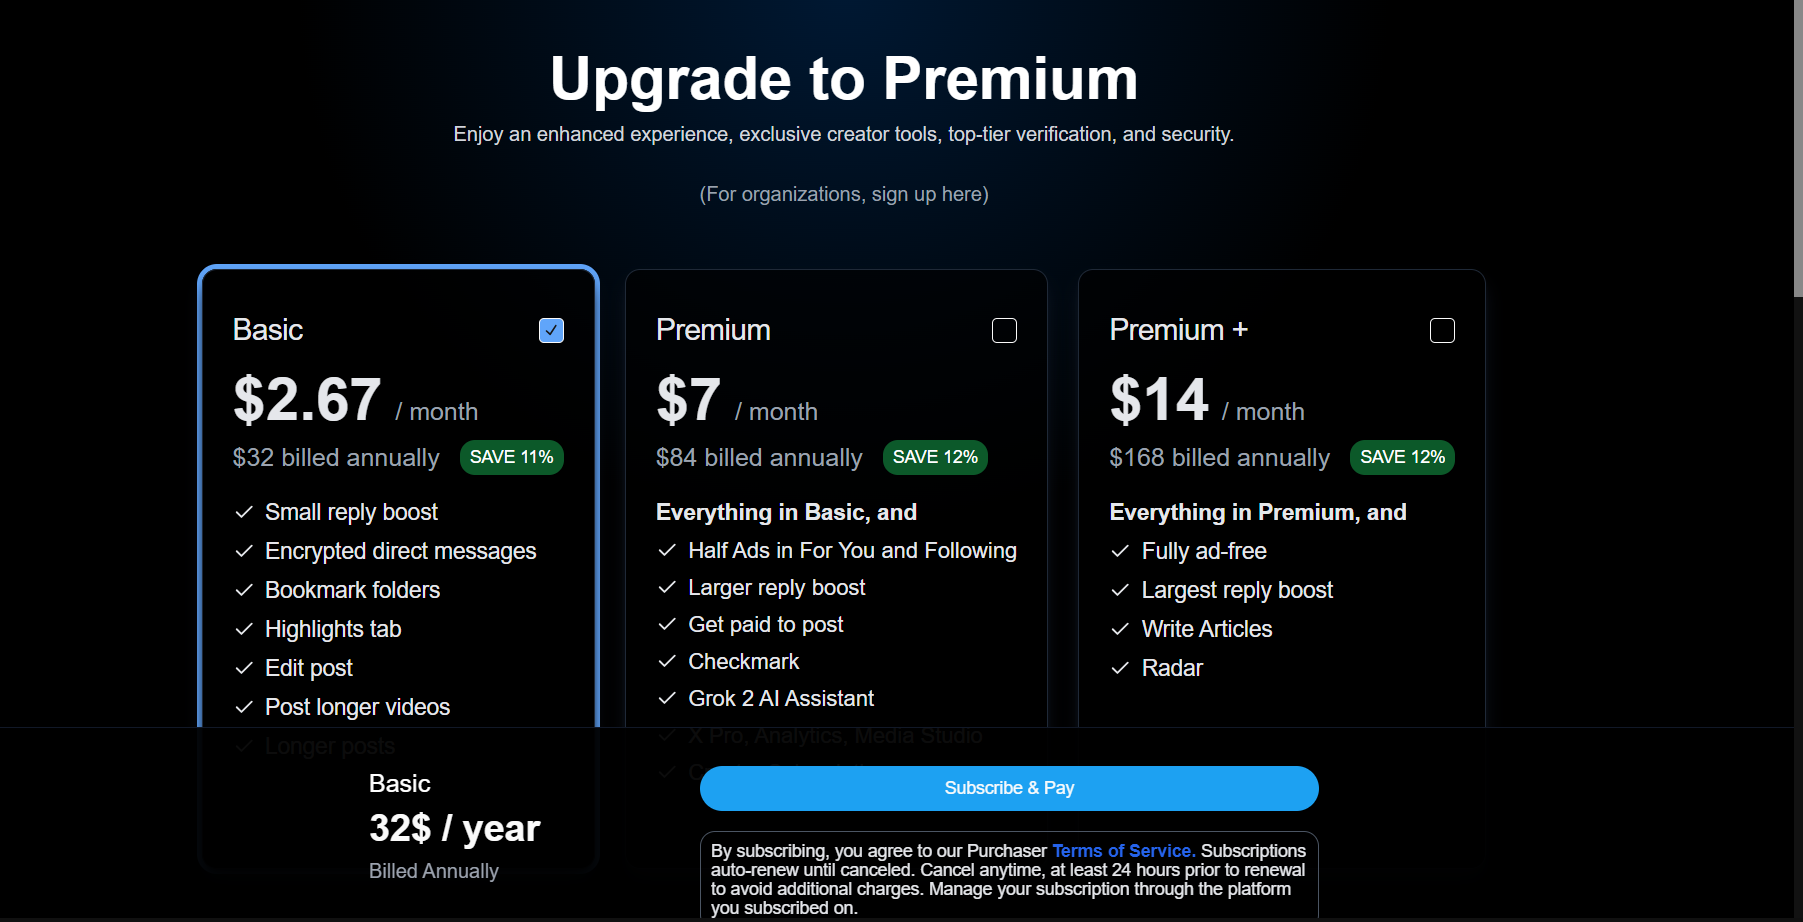 Upgrade to Premium
Enjoy an enhanced experience, exclusive creator tools, top-tier verification, and security.
(For organizations, sign up here)
Basic
$2.67 / month
$32 billed annually SAVE 11%
Small reply boost
Encrypted direct messages
Bookmark folders
Highlights tab
Edit post
Post longer videos
Longer posts
Premium
$7 / month
$84 billed annually SAVE 12%
Everything in Basic, and
Half Ads in For You and Following
Larger reply boost
Get paid to post
Checkmark
Grok 2 AI Assistant
X Pro, Analytics, Media Studio
Premium +
$14 / month
$168 billed annually SAVE 12%
Everything in Premium, and
Fully ad-free
Largest reply boost
Write Articles
Radar
Basic
32$ / year
Billed Annually
Subscribe & Pay
By subscribing, you agree to our Purchaser Terms of Service. Subscriptions
auto-renew until canceled. Cancel anytime, at least 24 hours prior to renewal
to avoid additional charges. Manage your subscription through the platform
you subscribed on.